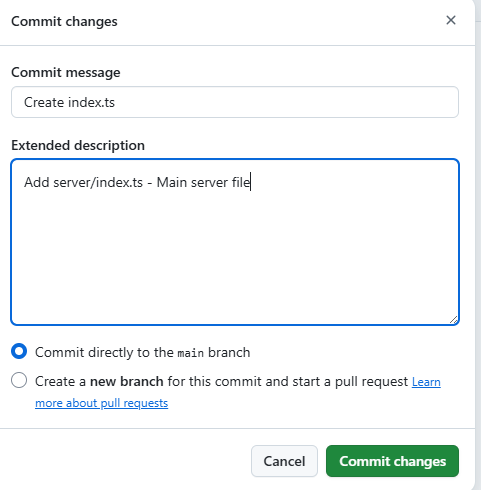 Commit changes
Commit message
Create index.ts
Extended description
Add server/index.ts - Main server file
Commit directly to the main branch
Create a new branch for this commit and start a pull request Learn
more about pull requests
Cancel
Commit changes